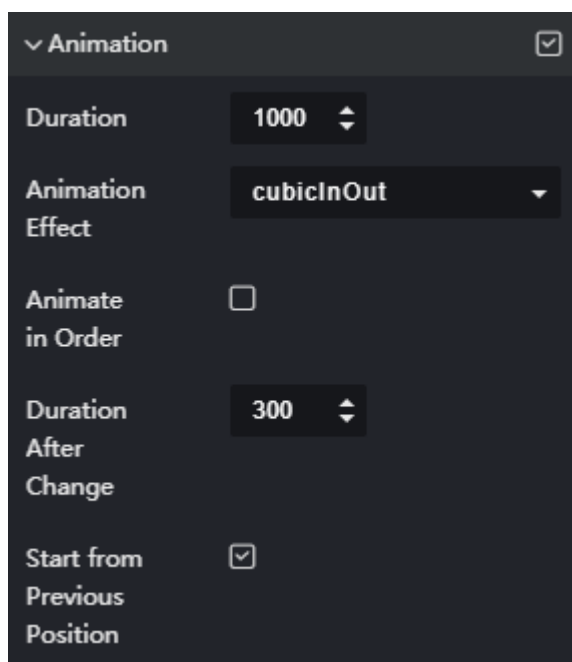 Animation
Duration 1000
Animation cubicInOut
Effect
Animate
in Order
Duration 300
After
Change
Start from
Previous
Position